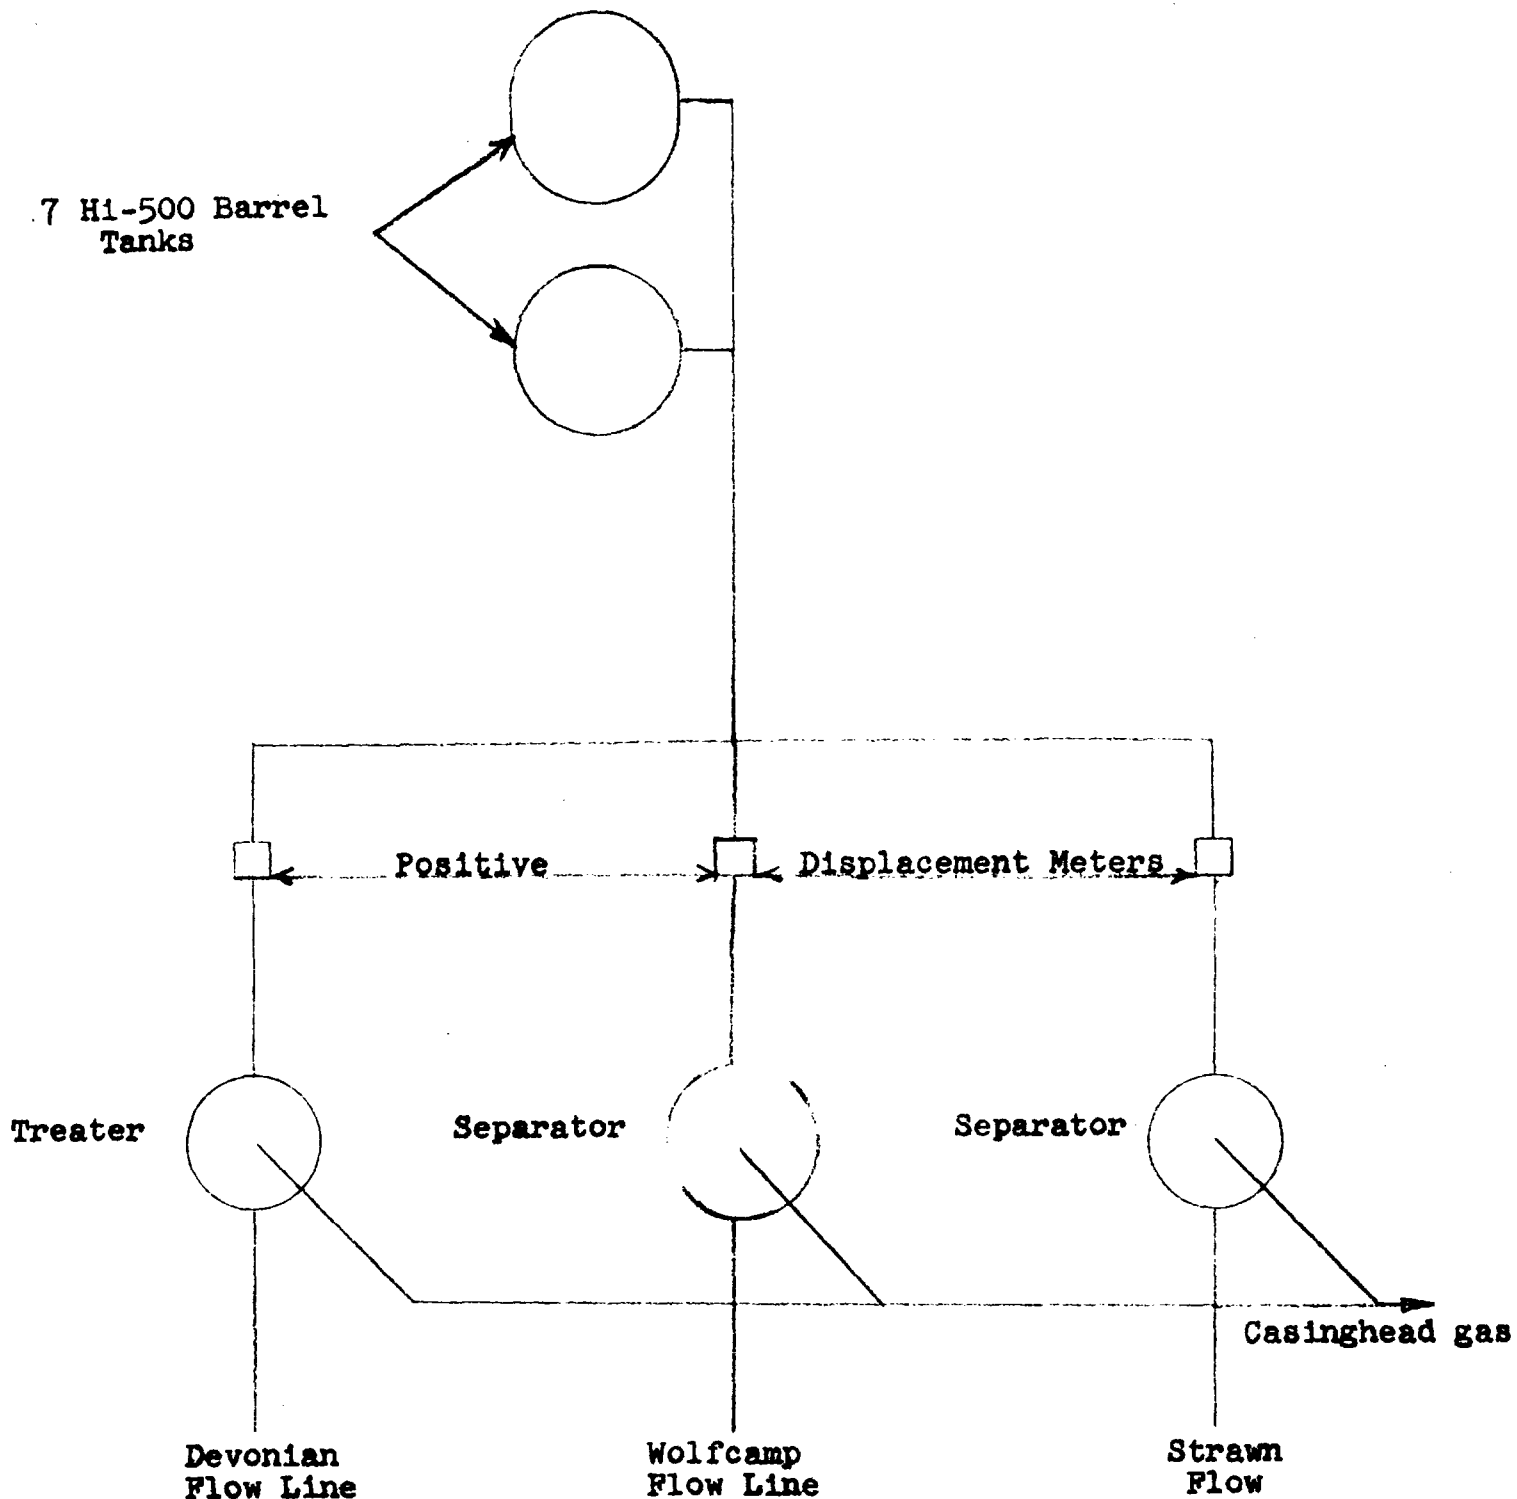 7 Hi-500 Barrel
Tanks
Positive Displacement Meters
Treater
Separator
Separator
Casinghead gas
Devonian
Flow Line
Wolfcamp
Flow Line
Strawn
Flow